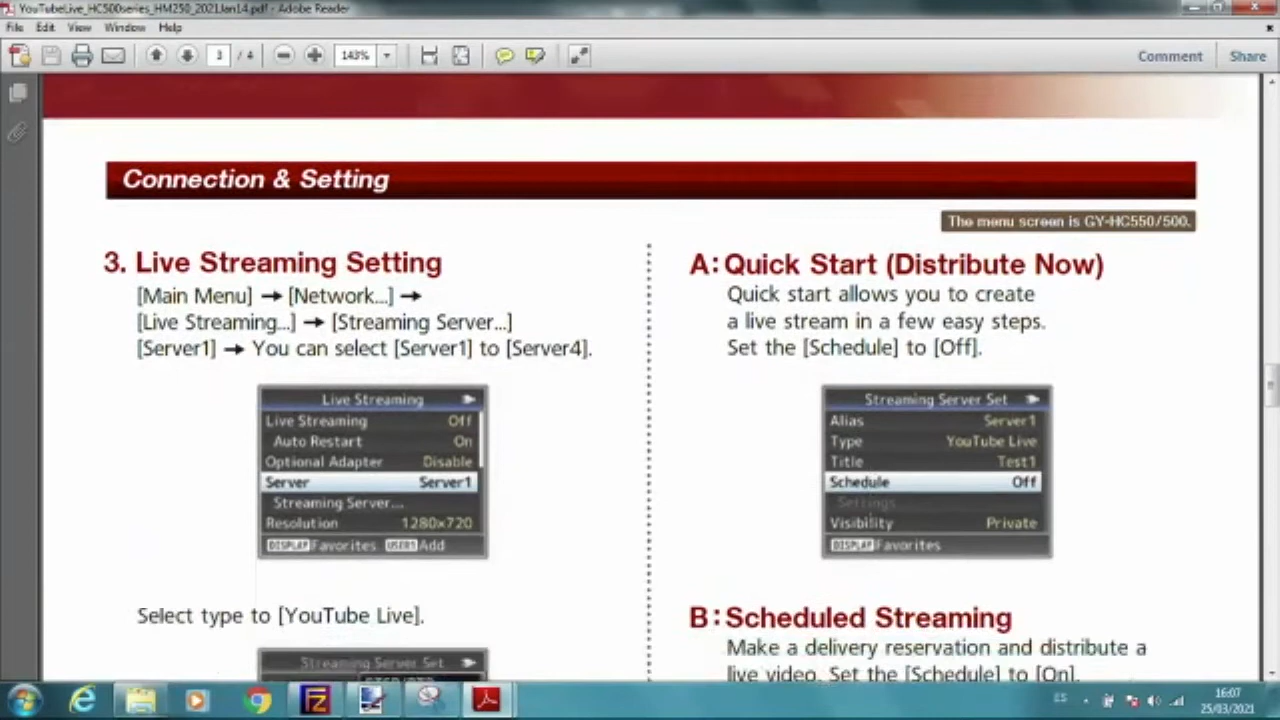 YouTubeLive_HC500series_HM250_2021Jan14.pdf - Adobe Reader
File Edit View Window Help
3 / 4 143% Comment Share
Connection & Setting
The menu screen is GY-HC550/500.
3. Live Streaming Setting
[Main Menu] → [Network...] →
[Live Streaming...] → [Streaming Server...]
[Server1] → You can select [Server1] to [Server4].
Live Streaming
Live Streaming Off
Auto Restart On
Optional Adapter Disable
Server Server1
Streaming Server...
Resolution 1280×720
DISPLAY Favorites USER1 Add
Select type to [YouTube Live].
Streaming Server Set
A: Quick Start (Distribute Now)
Quick start allows you to create
a live stream in a few easy steps.
Set the [Schedule] to [Off].
Streaming Server Set
Alias Server1
Type YouTube Live
Title Test1
Schedule Off
Settings
Visibility Private
DISPLAY Favorites
B: Scheduled Streaming
Make a delivery reservation and distribute a
live video. Set the [Schedule] to [On].
ES 16:07
25/03/2021